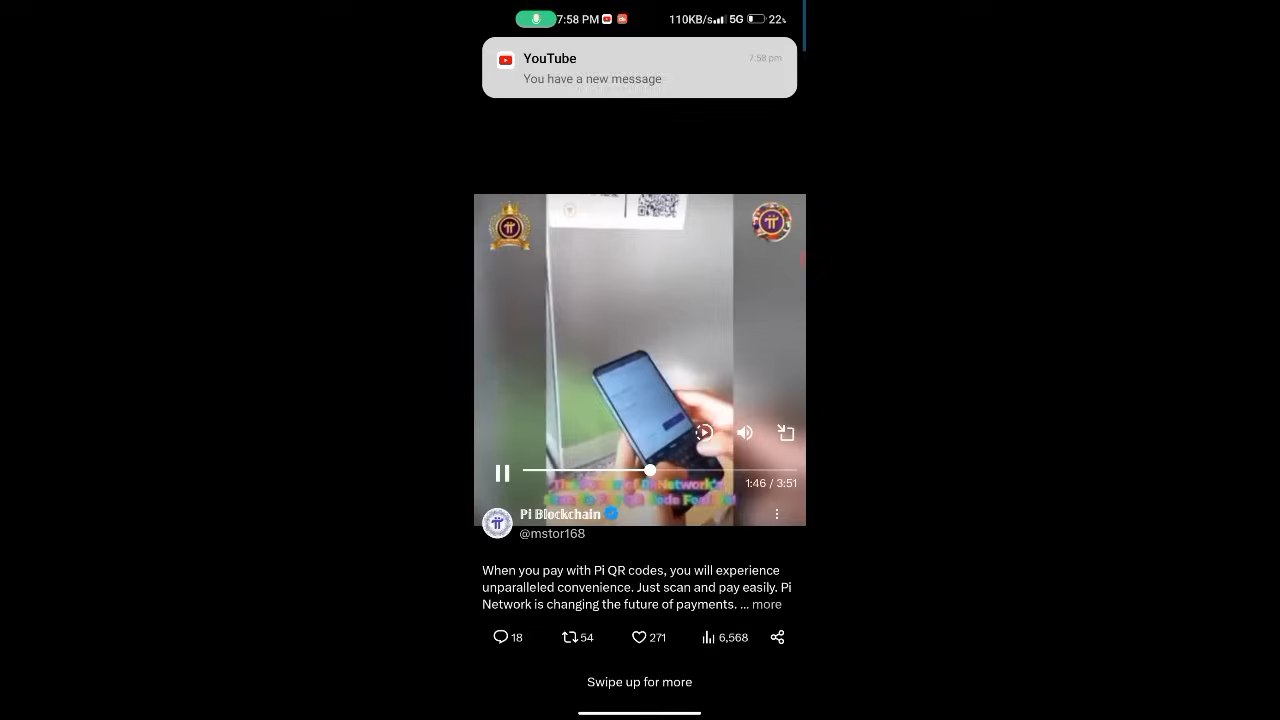 7:58 PM
110KB/s 5G 22%
YouTube
7:58 pm
You have a new message
1:46 / 3:51
Pi Blockchain
@mstor168
When you pay with Pi QR codes, you will experience
unparalleled convenience. Just scan and pay easily. Pi
Network is changing the future of payments. ... more
18
54
271
6,568
Swipe up for more